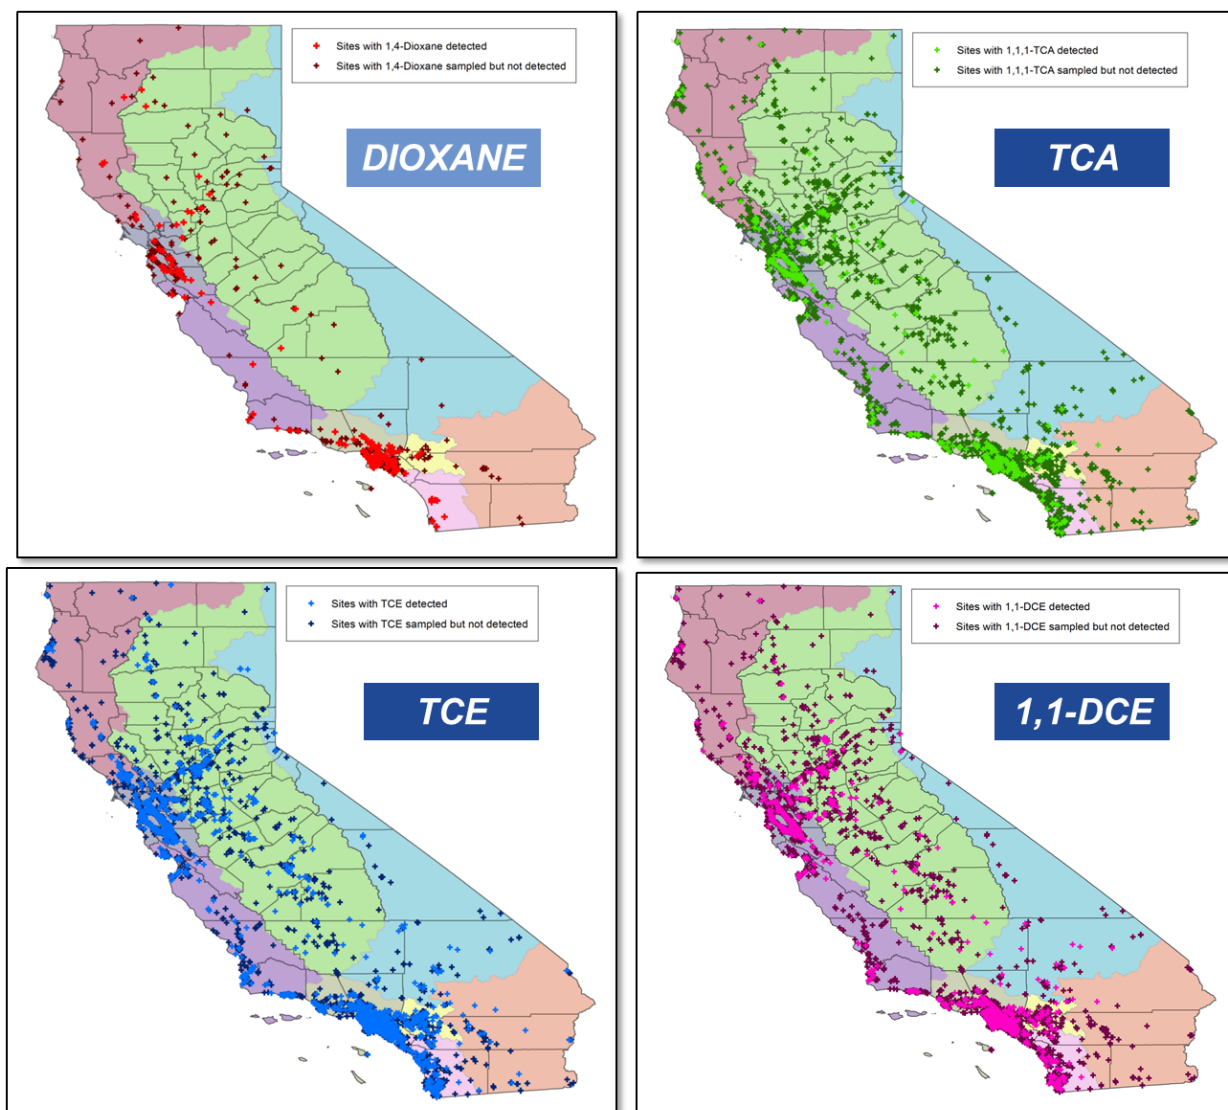 Sites with 1,4-Dioxane detected
Sites with 1,4-Dioxane sampled but not detected
DIOXANE
Sites with 1,1,1-TCA detected
Sites with 1,1,1-TCA sampled but not detected
TCA
Sites with TCE detected
Sites with TCE sampled but not detected
TCE
Sites with 1,1-DCE detected
Sites with 1,1-DCE sampled but not detected
1,1-DCE